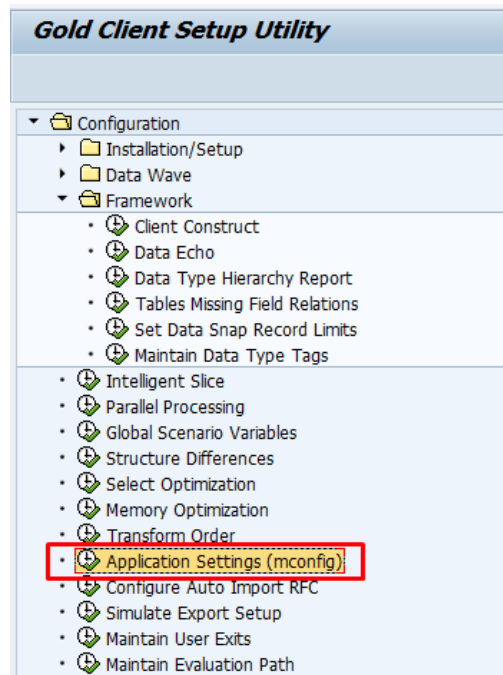 Gold Client Setup Utility
Configuration
Installation/Setup
Data Wave
Framework
Client Construct
Data Echo
Data Type Hierarchy Report
Tables Missing Field Relations
Set Data Snap Record Limits
Maintain Data Type Tags
Intelligent Slice
Parallel Processing
Global Scenario Variables
Structure Differences
Select Optimization
Memory Optimization
Transform Order
Application Settings (mconfig)
Configure Auto Import RFC
Simulate Export Setup
Maintain User Exits
Maintain Evaluation Path